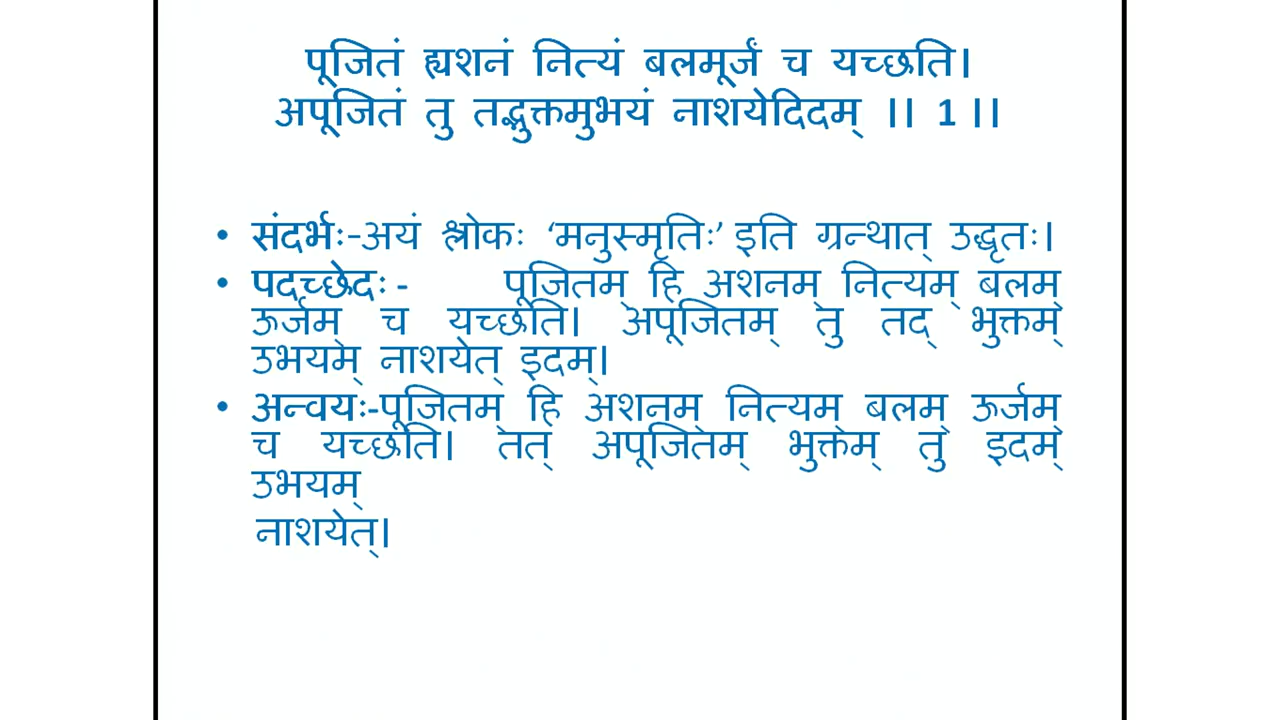 पूजितं ह्यशनं नित्यं बलमूर्जं च यच्छति।
अपूजितं तु तद्भुक्तमुभयं नाशयेदिदम् ।। 1 ।।
• संदर्भः-अयं श्लोकः ‘मनुस्मृतिः’ इति ग्रन्थात् उद्धृतः।
• पदच्छेदः - पूजितम् हि अशनम् नित्यम् बलम्
ऊर्जम् च यच्छति। अपूजितम् तु तद् भुक्तम्
उभयम् नाशयेत् इदम्।
• अन्वयः-पूजितम् हि अशनम् नित्यम् बलम् ऊर्जम्
च यच्छति। तत् अपूजितम् भुक्तम् तु इदम्
उभयम्
नाशयेत्।